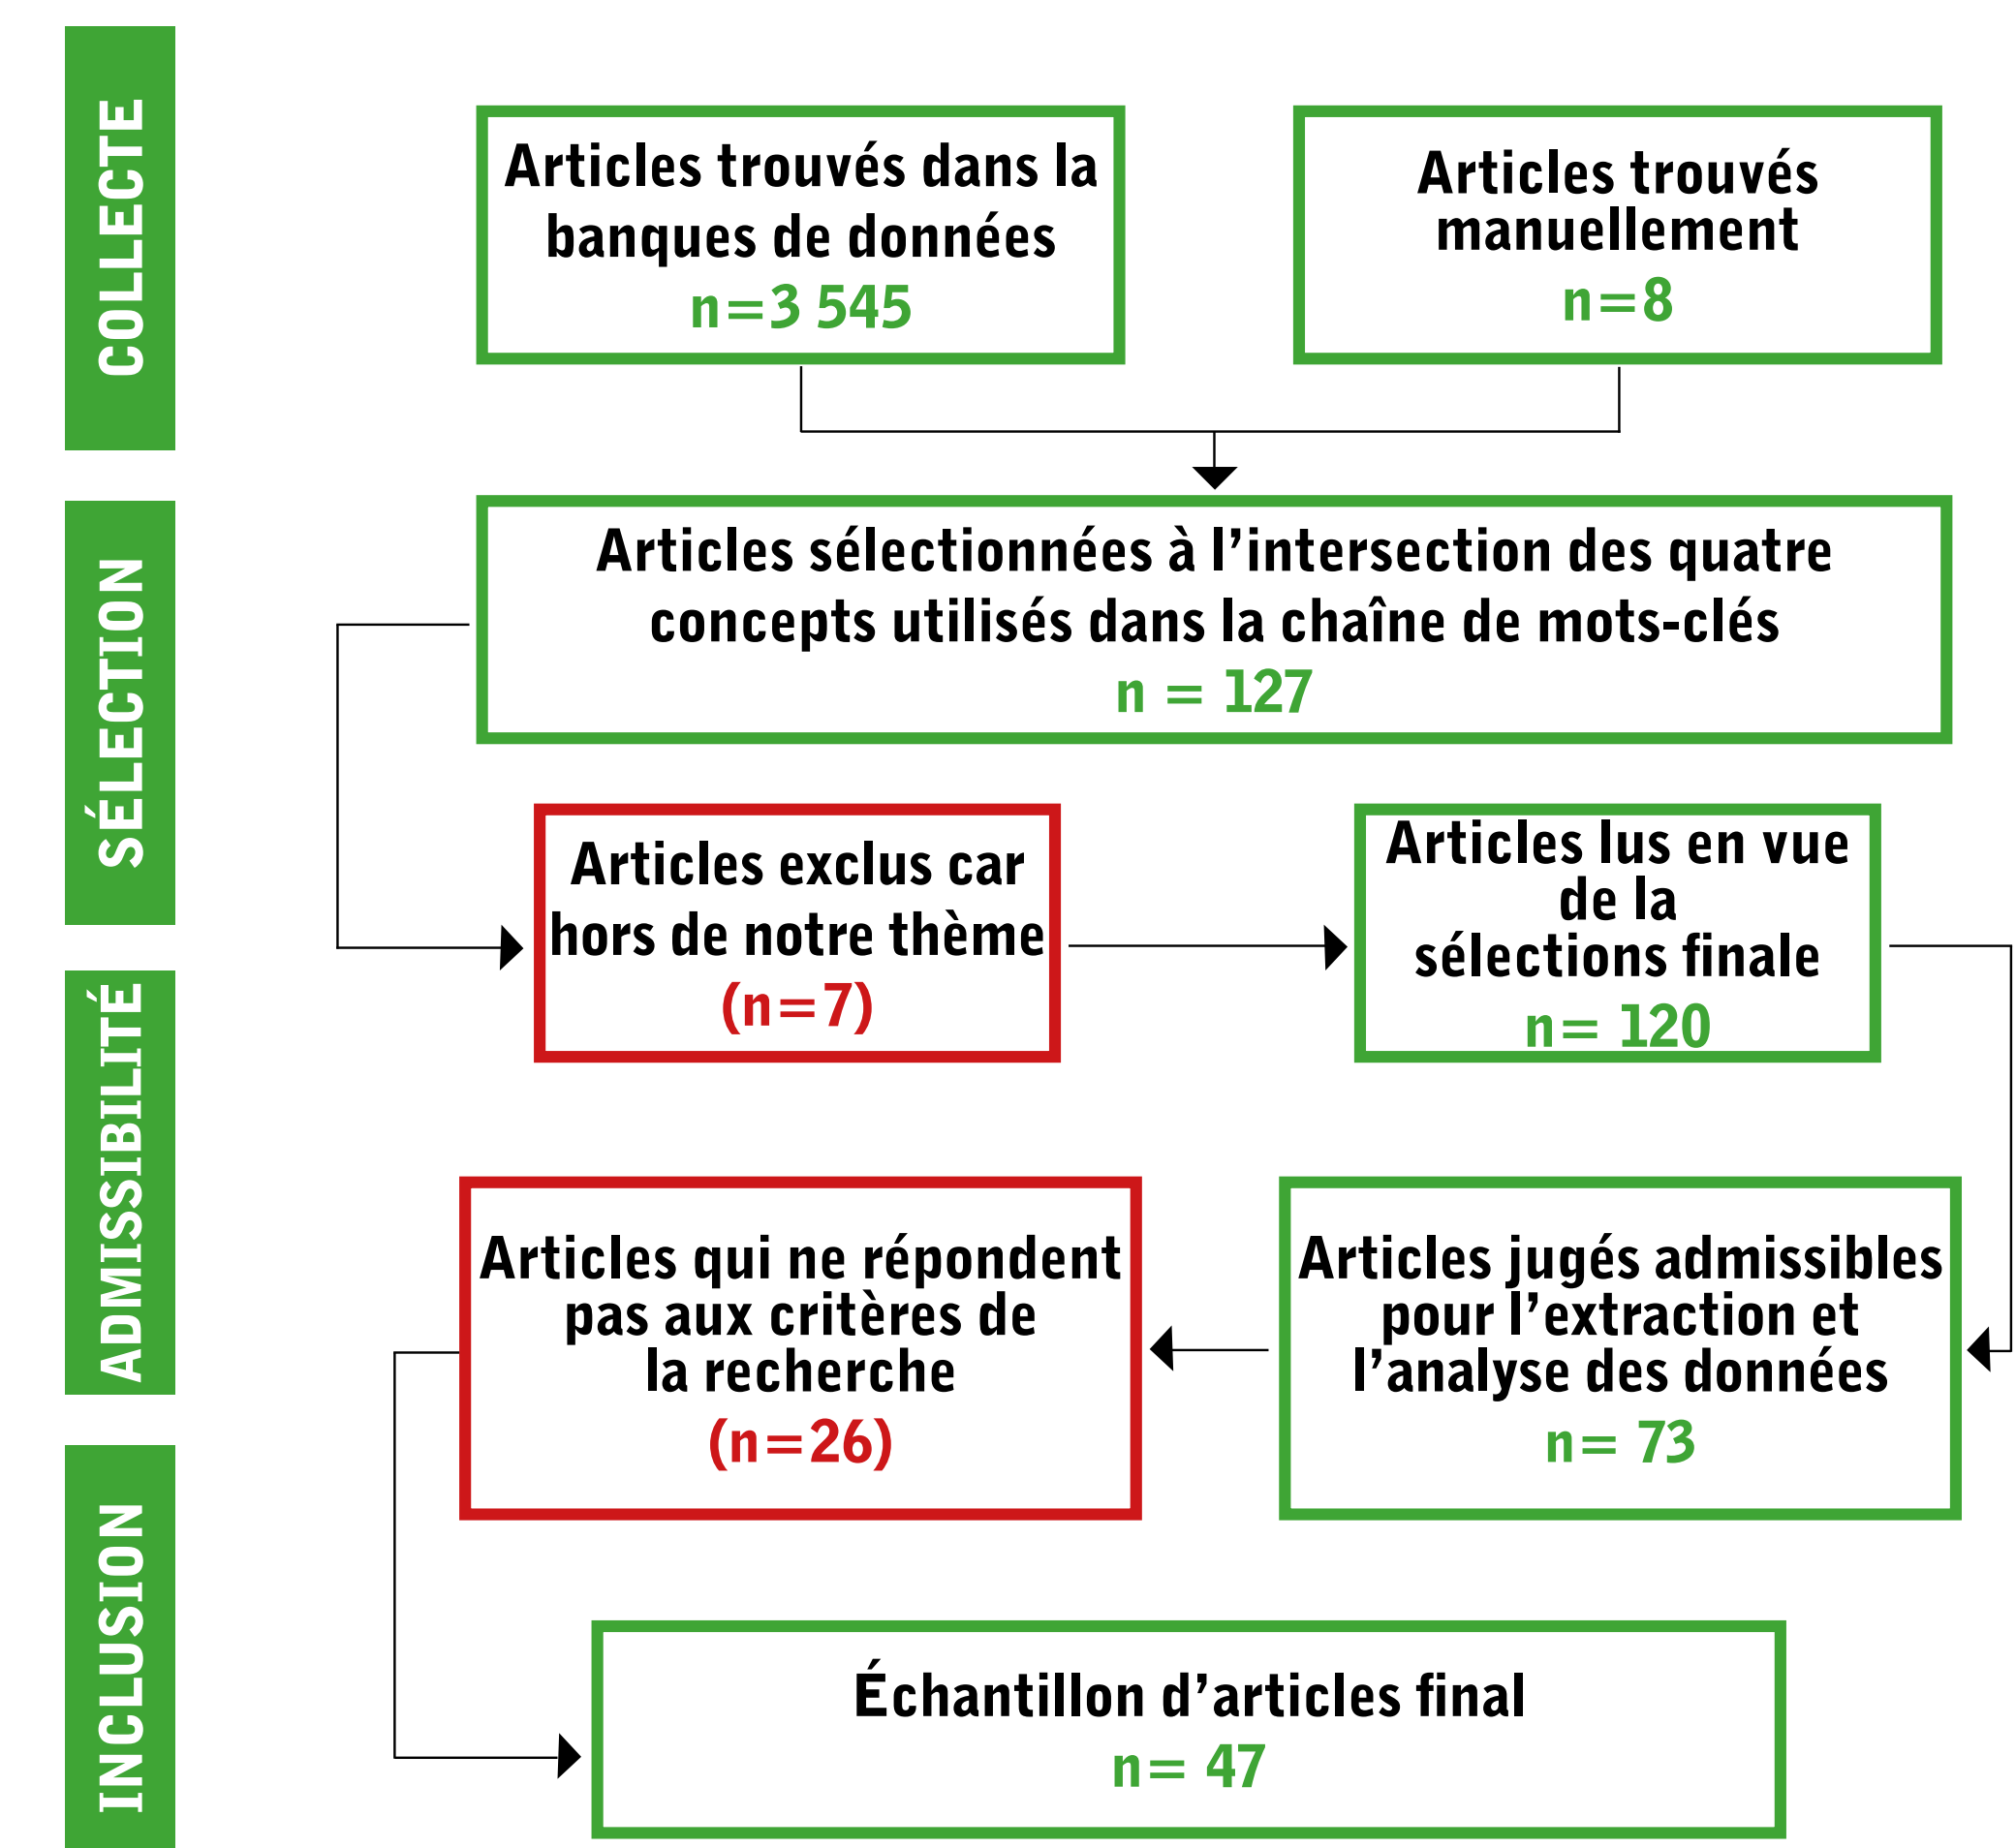 COLLECTE
Articles trouvés dans la
banques de données
n=3 545
Articles trouvés
manuellement
n=8
SÉLECTION
Articles sélectionnées à l’intersection des quatre
concepts utilisés dans la chaîne de mots-clés
n = 127
Articles exclus car
hors de notre thème
(n=7)
Articles lus en vue
de la
sélections finale
n= 120
ADMISSIBILITÉ
Articles qui ne répondent
pas aux critères de
la recherche
(n=26)
Articles jugés admissibles
pour l’extraction et
l’analyse des données
n= 73
INCLUSION
Échantillon d’articles final
n= 47